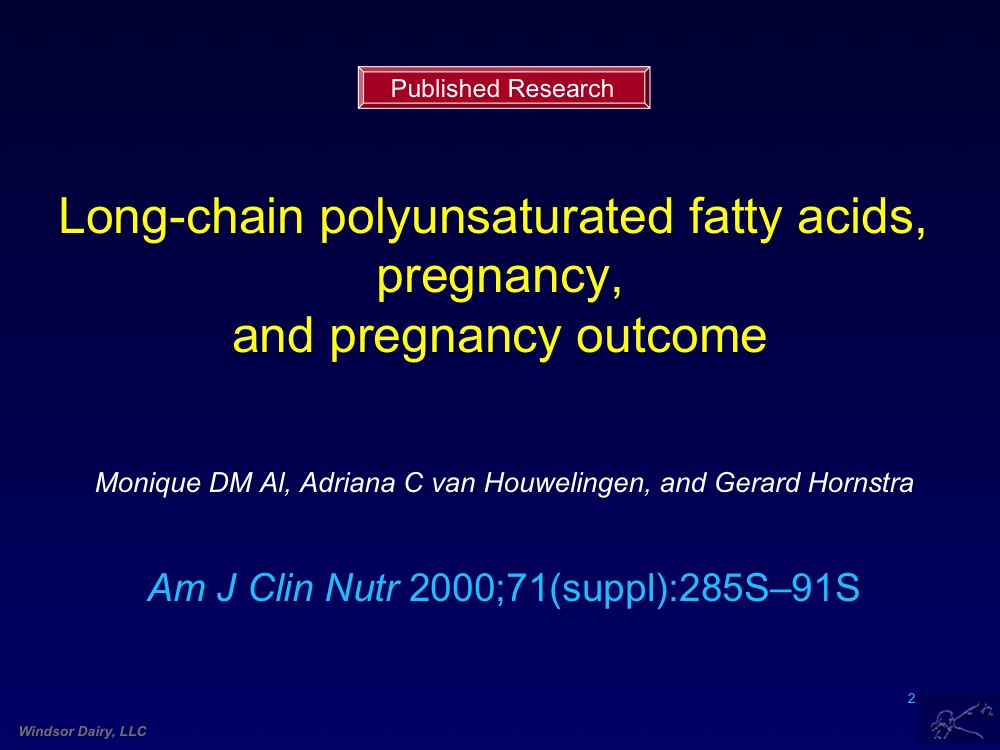 Published Research
Long-chain polyunsaturated fatty acids,
pregnancy,
and pregnancy outcome
Monique DM Al, Adriana C van Houwelingen, and Gerard Hornstra
Am J Clin Nutr 2000;71(suppl):285S–91S
2
Windsor Dairy, LLC